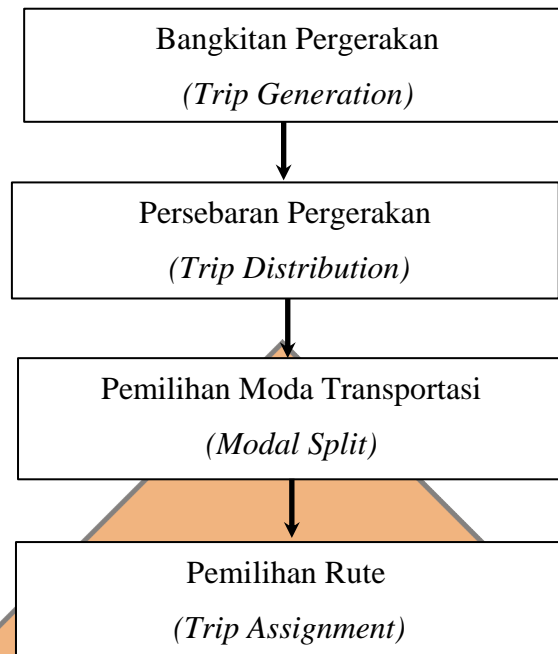 Bangkitan Pergerakan
(Trip Generation)
Persebaran Pergerakan
(Trip Distribution)
Pemilihan Moda Transportasi
(Modal Split)
Pemilihan Rute
(Trip Assignment)